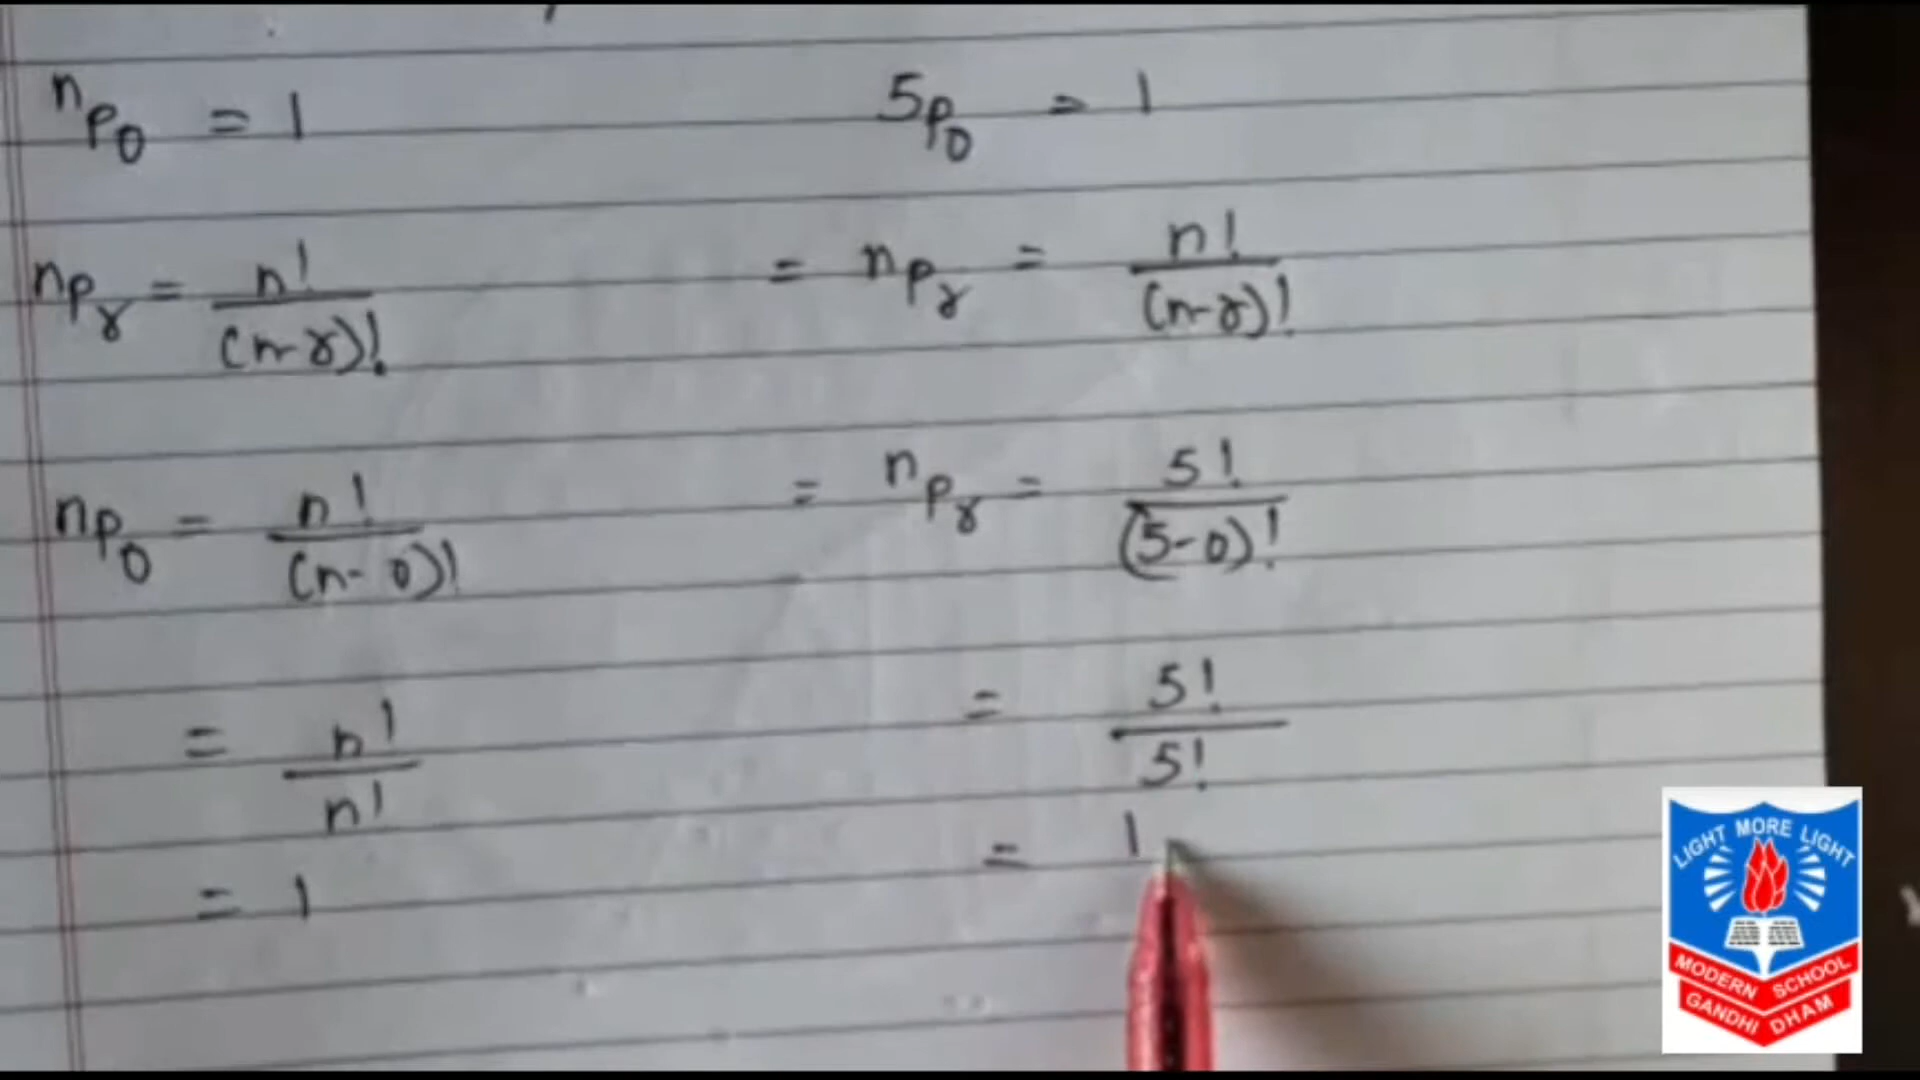 nP0 = 1
5P0 = 1
nPr = n!/(n-r)!
= nPr = n!/(n-r)!
nP0 = n!/(n-0)!
= nPr = 5!/(5-0)!
= n!/n!
= 5!/5!
= 1
= 1
LIGHT MORE LIGHT
MODERN SCHOOL
GANDHI DHAM